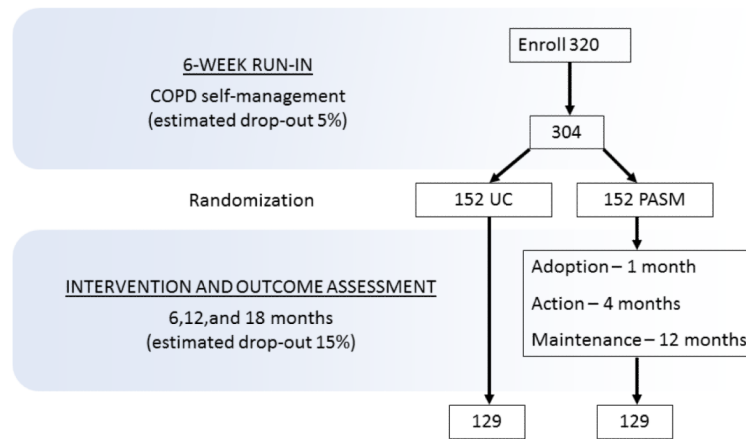 Enroll 320
6-WEEK RUN-IN
COPD self-management
(estimated drop-out 5%)
304
Randomization
152 UC
152 PASM
Adoption – 1 month
Action – 4 months
Maintenance – 12 months
INTERVENTION AND OUTCOME ASSESSMENT
6,12,and 18 months
(estimated drop-out 15%)
129
129